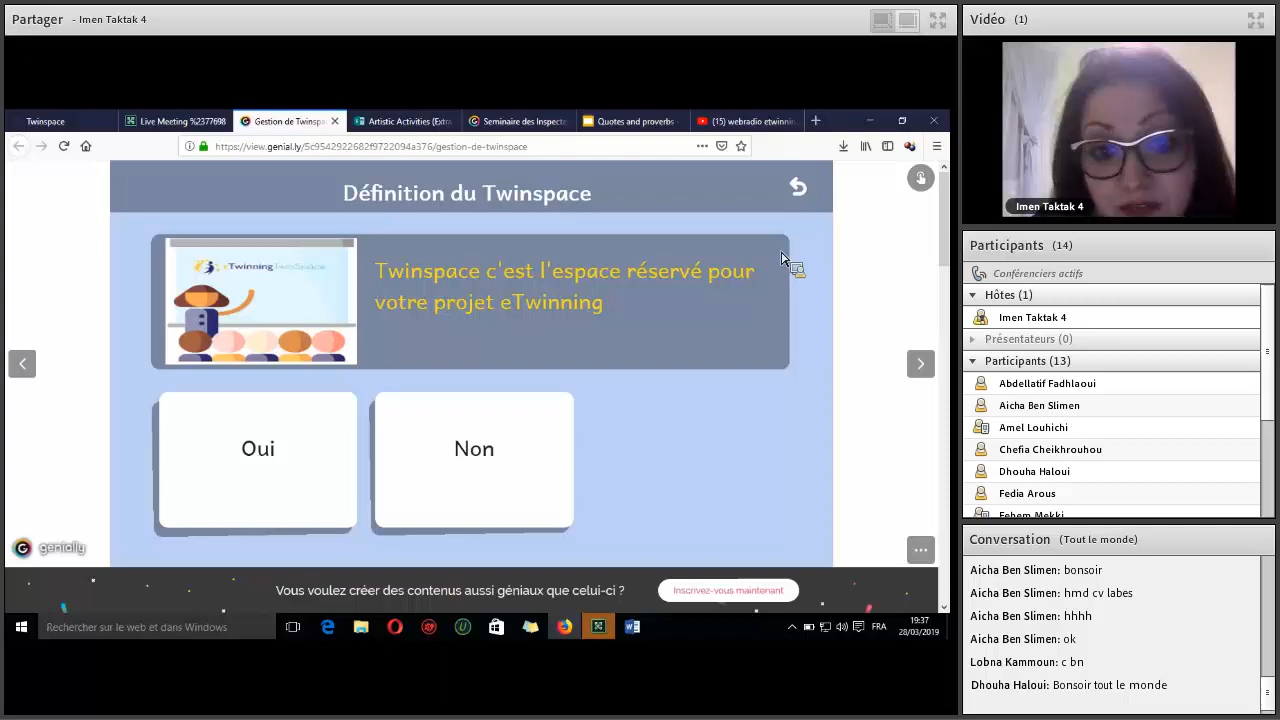 Partager - Imen Taktak 4
Twinspace
Live Meeting %2377698
Gestion de Twinspa
Artistic Activities (Extra
Seminaire des Inspecte
Quotes and proverbs
(15) webradio etwinnin
https://view.genial.ly/5c9542922682f9722094a376/gestion-de-twinspace
Définition du Twinspace
eTwinning TwinSpace
Twinspace c'est l'espace réservé pour
votre projet eTwinning
Oui
Non
genially
Vous voulez créer des contenus aussi géniaux que celui-ci ?
Inscrivez-vous maintenant
Rechercher sur le web et dans Windows
FRA
19:37
28/03/2019
Vidéo (1)
Imen Taktak 4
Participants (14)
Conférenciers actifs
Hôtes (1)
Imen Taktak 4
Présentateurs (0)
Participants (13)
Abdellatif Fadhlaoui
Aicha Ben Slimen
Amel Louhichi
Chefia Cheikhrouhou
Dhouha Haloui
Fedia Arous
Fehem Mekki
Conversation (Tout le monde)
Aicha Ben Slimen: bonsoir
Aicha Ben Slimen: hmd cv labes
Aicha Ben Slimen: hhhh
Aicha Ben Slimen: ok
Lobna Kammoun: c bn
Dhouha Haloui: Bonsoir tout le monde